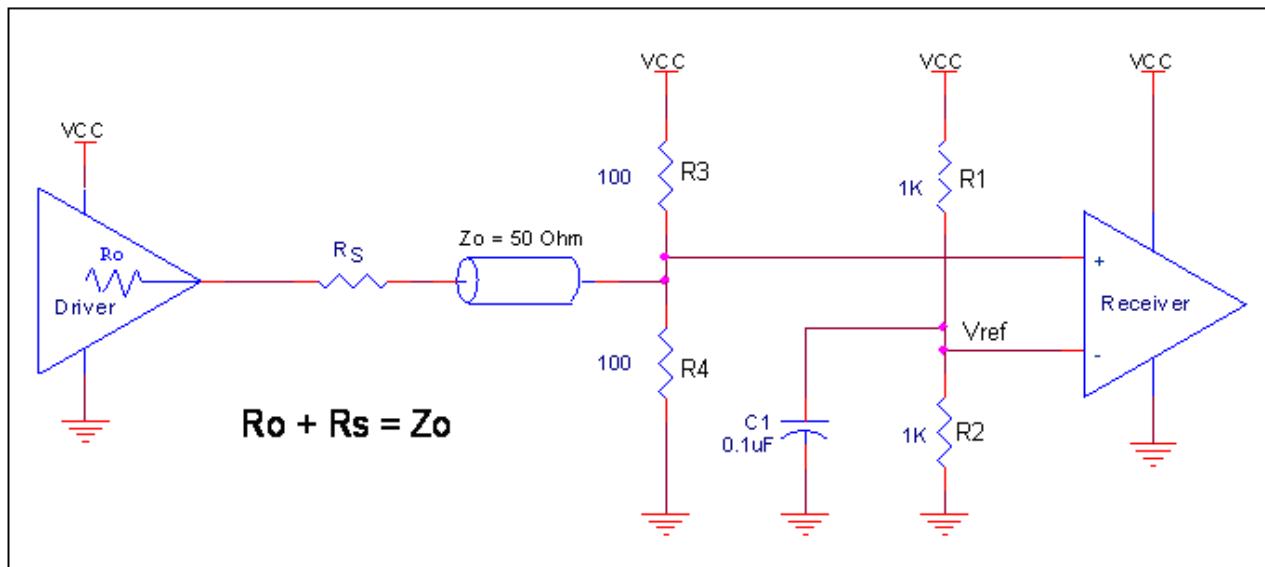 VCC
VCC
VCC
VCC
100
R3
1K
R1
Zo = 50 Ohm
Ro
RS
Driver
+
Receiver
Vref
-
100
R4
Ro + Rs = Zo
C1
0.1uF
1K
R2